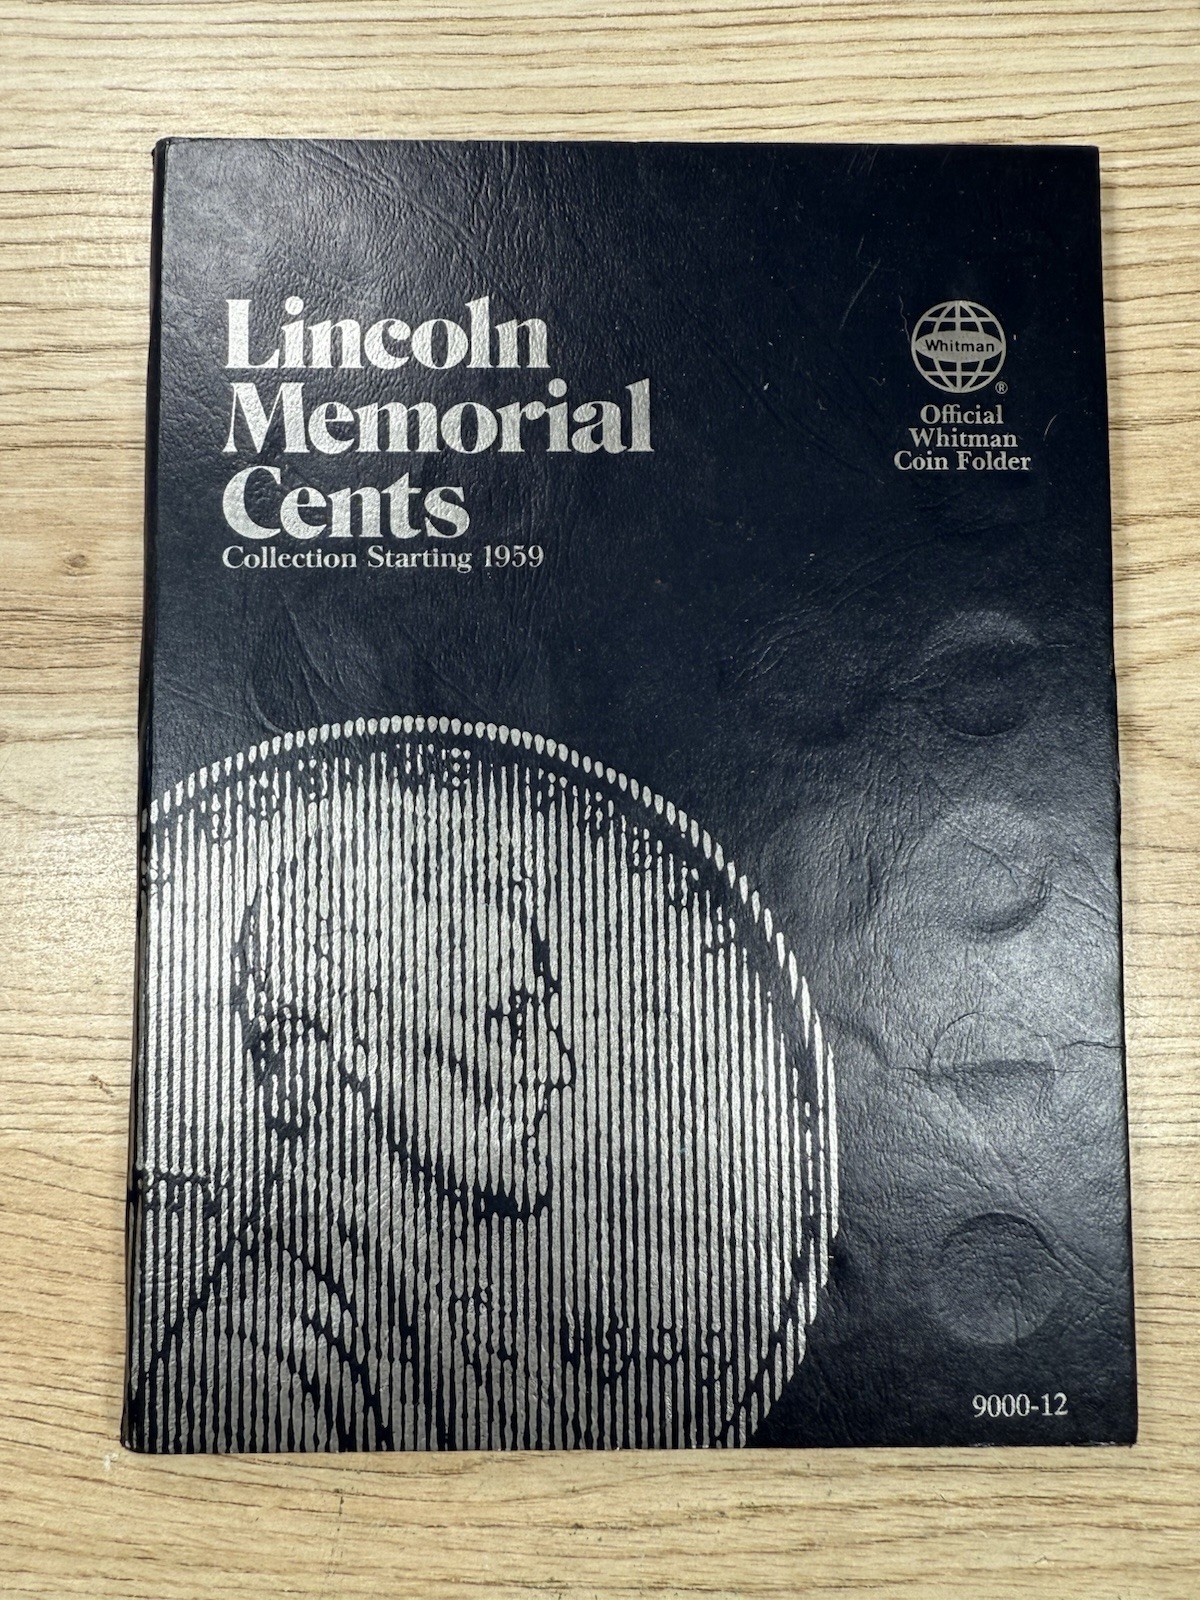 Lincoln
Memorial
Cents
Collection Starting 1959
Whitman
®
Official
Whitman
Coin Folder
9000-12